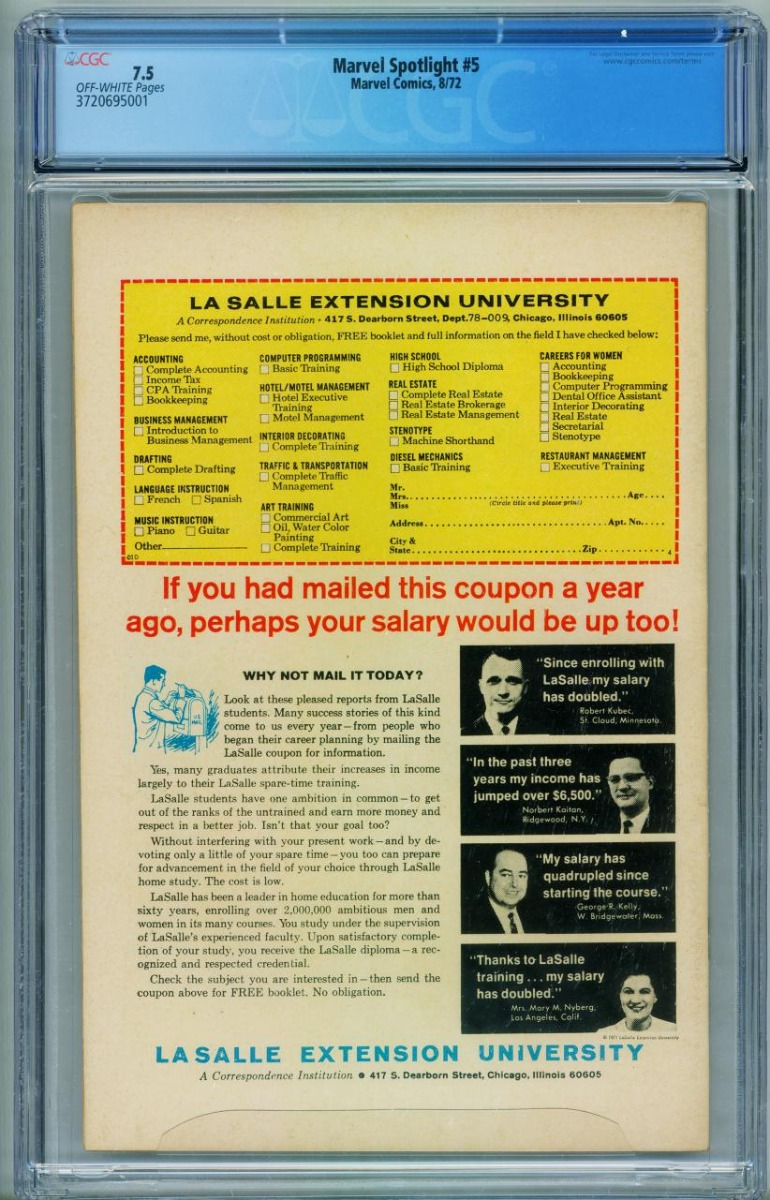 CGC
7.5
OFF-WHITE Pages
3720695001
Marvel Spotlight #5
Marvel Comics, 8/72
www.cgccomics.com/terms
CGC
LA SALLE EXTENSION UNIVERSITY
A Correspondence Institution • 417 S. Dearborn Street, Dept.78-009, Chicago, Illinois 60605
Please send me, without cost or obligation, FREE booklet and full information on the field I have checked below:
ACCOUNTING
Complete Accounting
Income Tax
CPA Training
Bookkeeping
BUSINESS MANAGEMENT
Introduction to
Business Management
DRAFTING
Complete Drafting
LANGUAGE INSTRUCTION
French Spanish
MUSIC INSTRUCTION
Piano Guitar
Other
COMPUTER PROGRAMMING
Basic Training
HOTEL/MOTEL MANAGEMENT
Hotel Executive
Training
Motel Management
INTERIOR DECORATING
Complete Training
TRAFFIC & TRANSPORTATION
Complete Traffic
Management
ART TRAINING
Commercial Art
Oil, Water Color
Painting
Complete Training
HIGH SCHOOL
High School Diploma
REAL ESTATE
Complete Real Estate
Real Estate Brokerage
Real Estate Management
STENOTYPE
Machine Shorthand
DIESEL MECHANICS
Basic Training
CAREERS FOR WOMEN
Accounting
Bookkeeping
Computer Programming
Dental Office Assistant
Interior Decorating
Real Estate
Secretarial
Stenotype
RESTAURANT MANAGEMENT
Executive Training
Mr.
Mrs. Age
Miss (Circle title and please print)
Address Apt. No.
City &
State Zip
4
If you had mailed this coupon a year
ago, perhaps your salary would be up too!
WHY NOT MAIL IT TODAY?
U.S.
MAIL
Look at these pleased reports from LaSalle
students. Many success stories of this kind
come to us every year—from people who
began their career planning by mailing the
LaSalle coupon for information.
Yes, many graduates attribute their increases in income
largely to their LaSalle spare-time training.
LaSalle students have one ambition in common—to get
out of the ranks of the untrained and earn more money and
respect in a better job. Isn't that your goal too?
Without interfering with your present work—and by de-
voting only a little of your spare time—you too can prepare
for advancement in the field of your choice through LaSalle
home study. The cost is low.
LaSalle has been a leader in home education for more than
sixty years, enrolling over 2,000,000 ambitious men and
women in its many courses. You study under the supervision
of LaSalle's experienced faculty. Upon satisfactory comple-
tion of your study, you receive the LaSalle diploma—a rec-
ognized and respected credential.
Check the subject you are interested in—then send the
coupon above for FREE booklet. No obligation.
"Since enrolling with
LaSalle my salary
has doubled."
Robert Kubec,
St. Cloud, Minnesota.
"In the past three
years my income has
jumped over $6,500."
Norbert Kaitan,
Ridgewood, N.Y.
"My salary has
quadrupled since
starting the course."
George R. Kelly,
W. Bridgewater, Mass.
"Thanks to LaSalle
training . . . my salary
has doubled."
Mrs. Mary M. Nyberg,
Los Angeles, Calif.
© 1971 LaSalle Extension University
LA SALLE EXTENSION UNIVERSITY
A Correspondence Institution • 417 S. Dearborn Street, Chicago, Illinois 60605